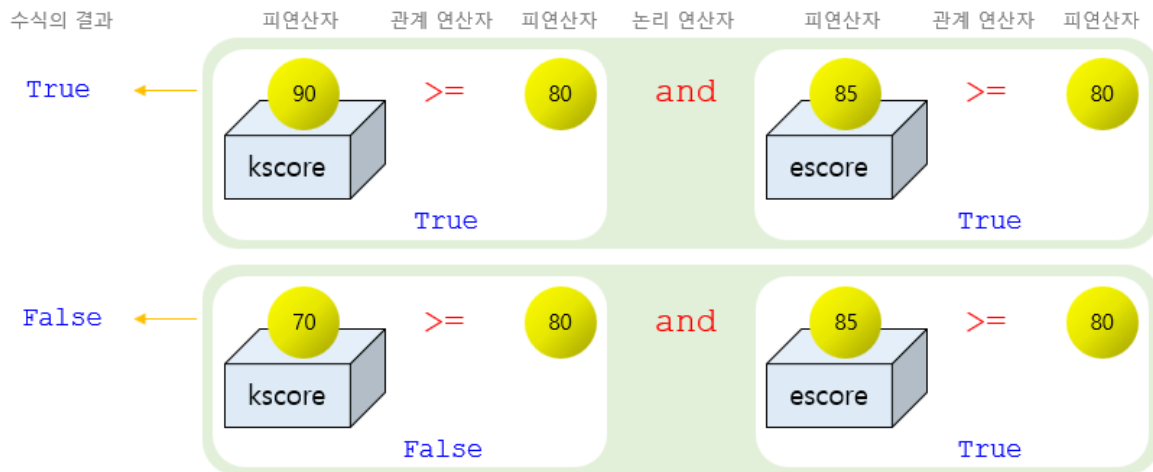 수식의 결과 피연산자 관계 연산자 피연산자 논리 연산자 피연산자 관계 연산자 피연산자
True 90 >= 80 and 85 >= 80
kscore escore
True True
False 70 >= 80 and 85 >= 80
kscore escore
False True